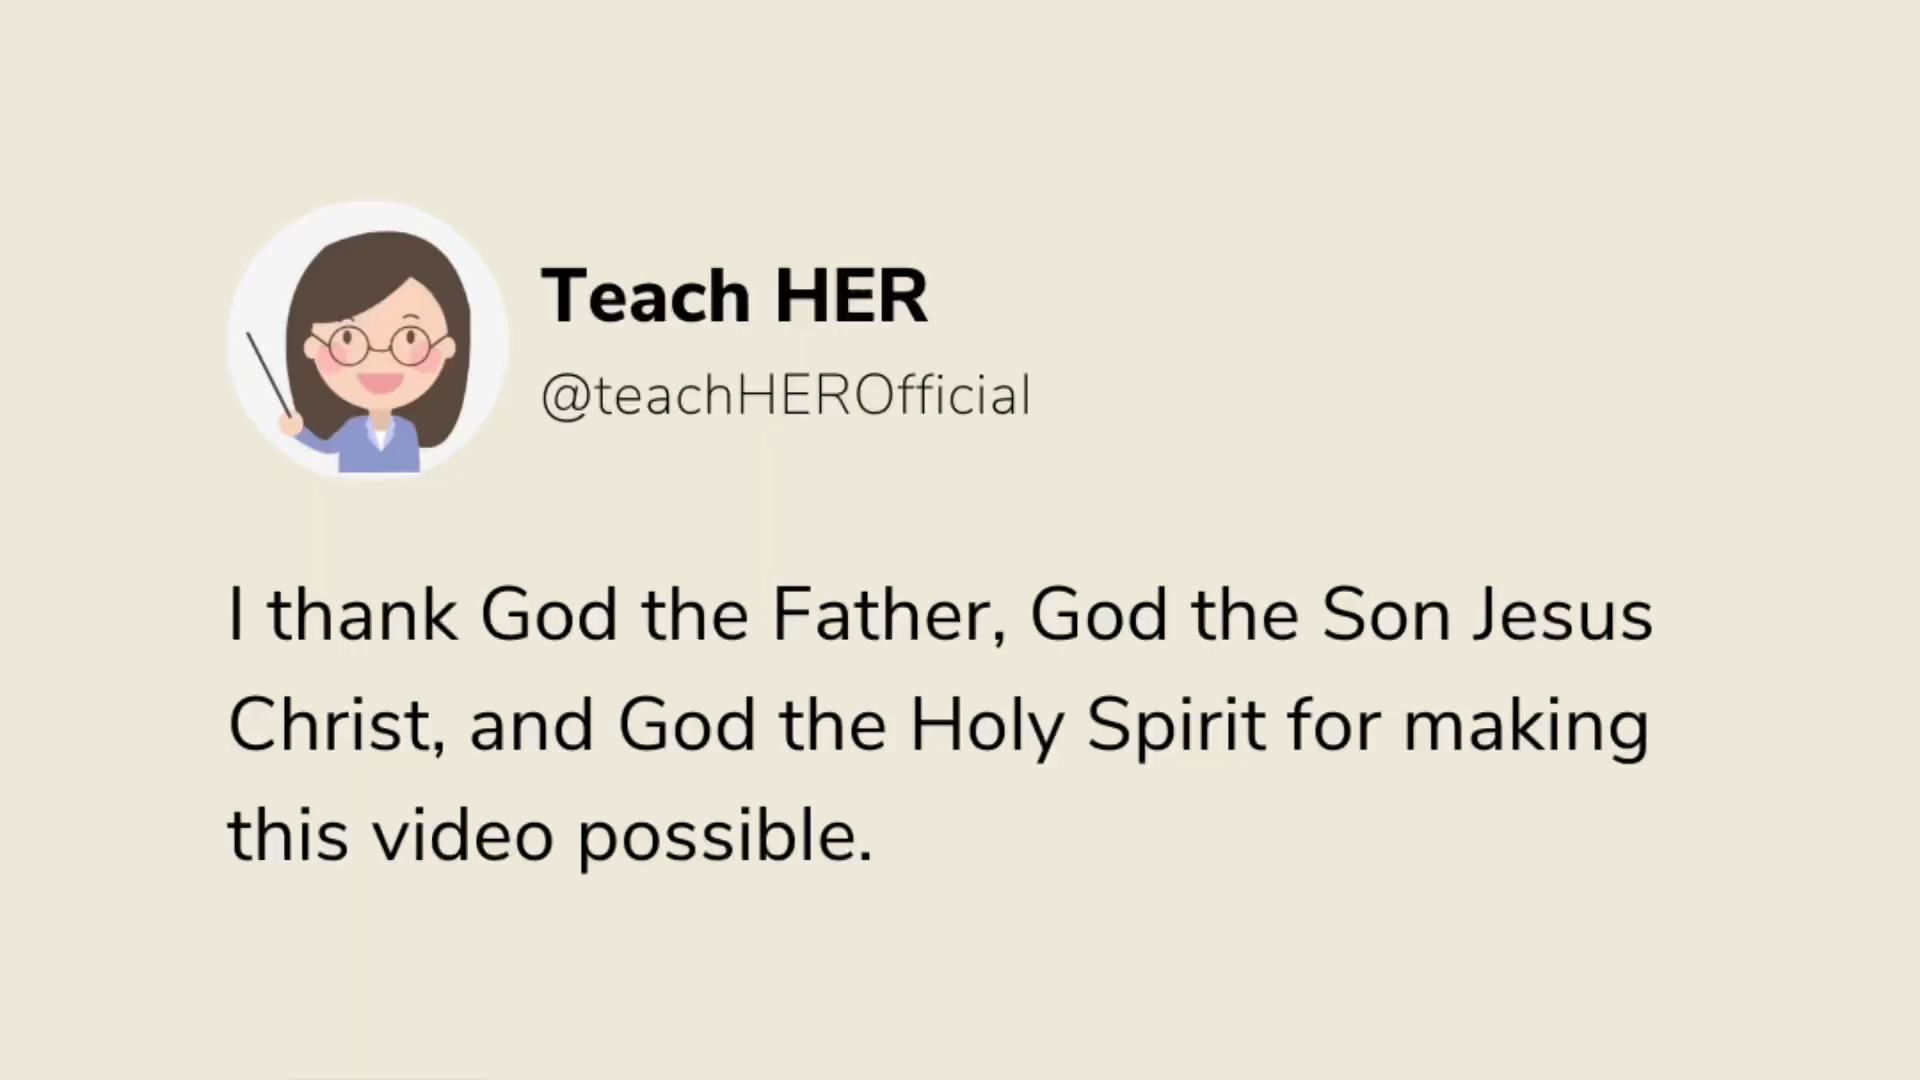 Teach HER
@teachHEROfficial
I thank God the Father, God the Son Jesus
Christ, and God the Holy Spirit for making
this video possible.